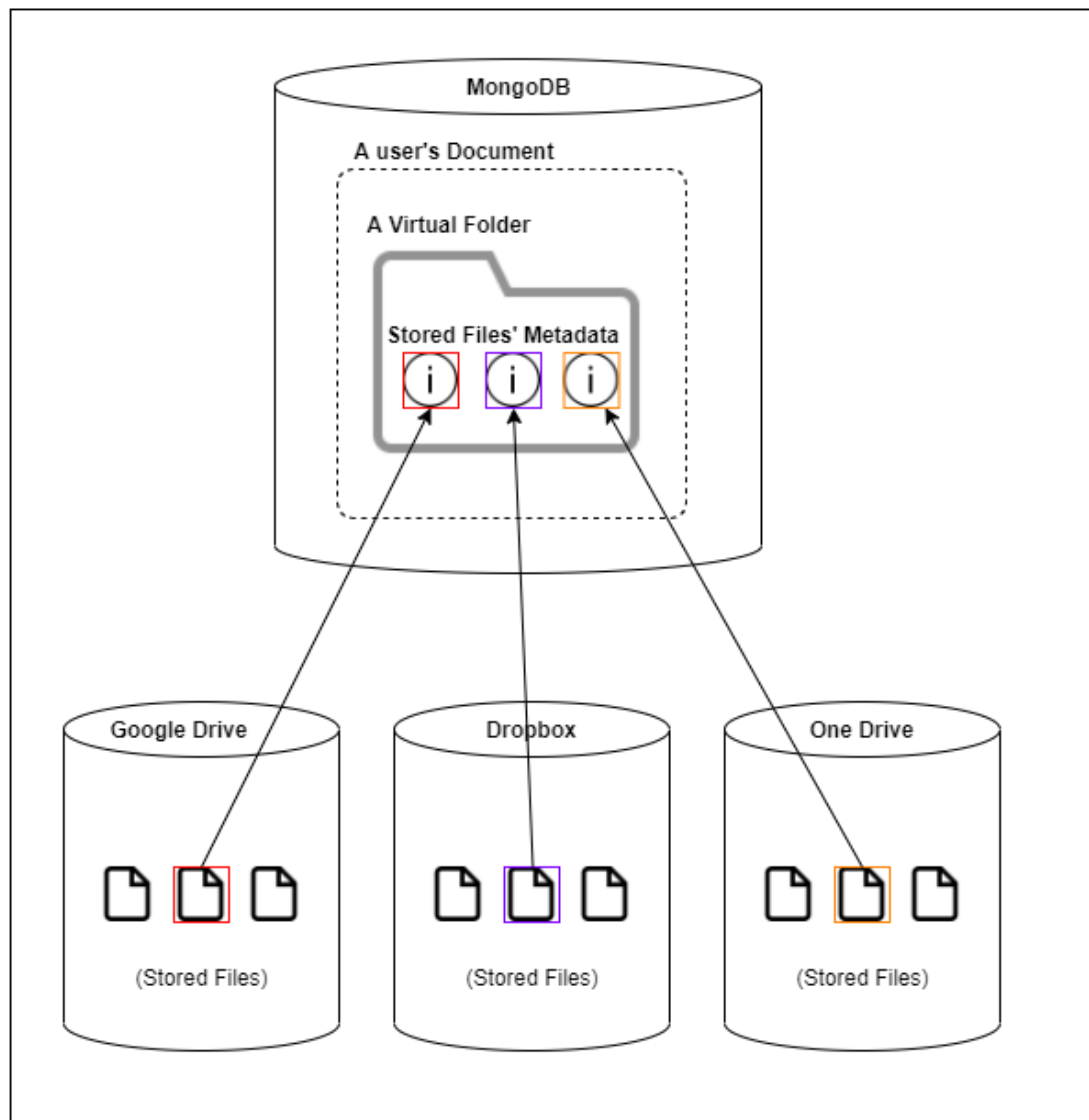 MongoDB
A user's Document
A Virtual Folder
Stored Files' Metadata
i i i
Google Drive
Dropbox
One Drive
(Stored Files)
(Stored Files)
(Stored Files)